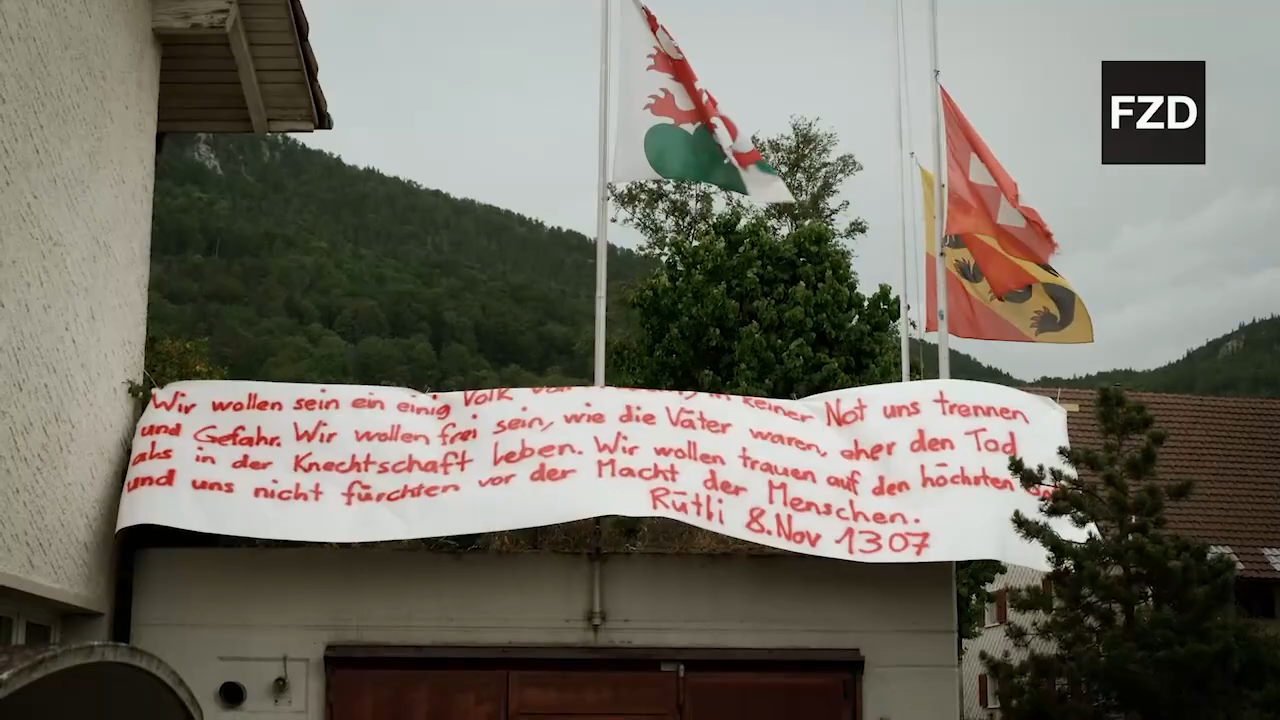 FZD
Wir wollen sein ein einig Volk keiner Not uns trennen
und Gefahr. Wir wollen frei sein, wie die Väter waren, eher den Tod
als in der Knechtschaft leben. Wir wollen trauen auf den höchsten
und uns nicht fürchten vor der Macht der Menschen.
Rütli 8.Nov 1307